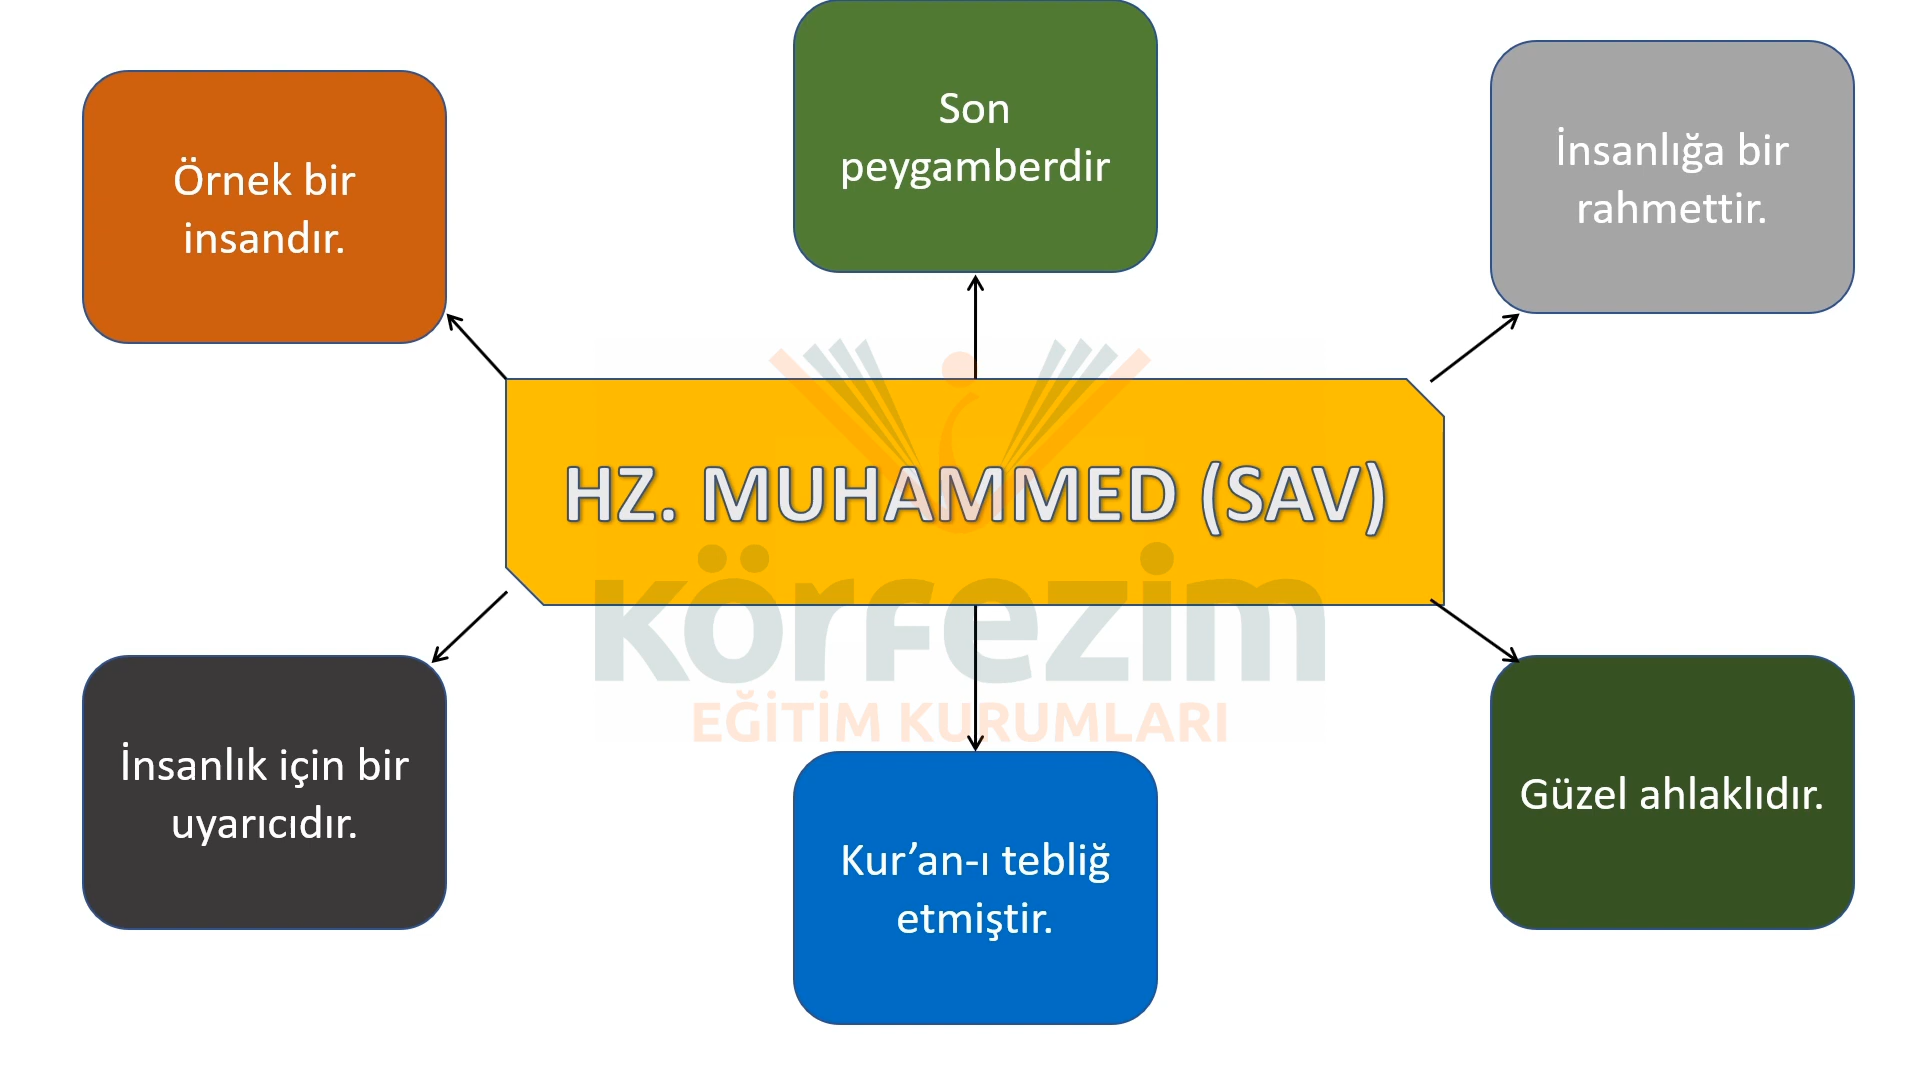 Örnek bir
insandır.
Son
peygamberdir
İnsanlığa bir
rahmettir.
HZ. MUHAMMED (SAV)
körfezim
EĞİTİM KURUMLARI
İnsanlık için bir
uyarıcıdır.
Kur’an-ı tebliğ
etmiştir.
Güzel ahlaklıdır.